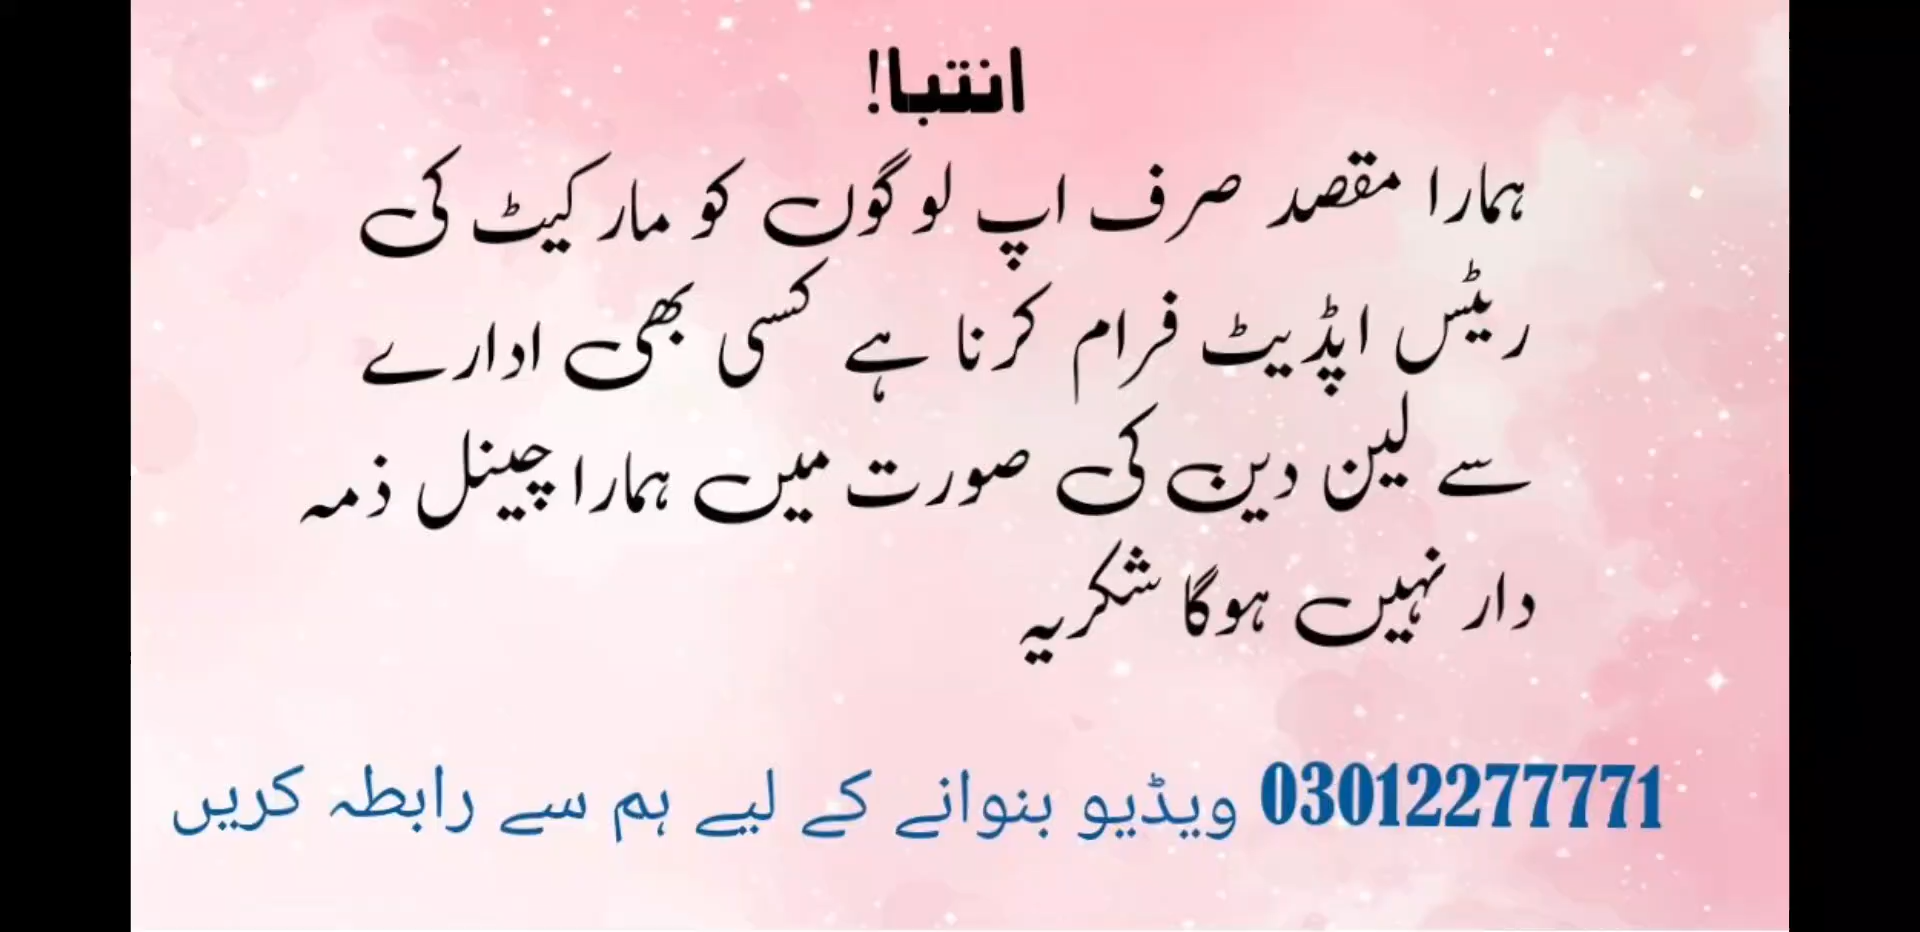 انتبا!
ہمارا مقصد صرف اپ لوگوں کو مارکیٹ کی
ریٹس اپڈیٹ فرام کرنا ہے کسی بھی ادارے
سے لین دین کی صورت میں ہمارا چینل ذمہ
دار نہیں ہوگا شکریہ
03012277771 ویڈیو بنوانے کے لیے ہم سے رابطہ کریں